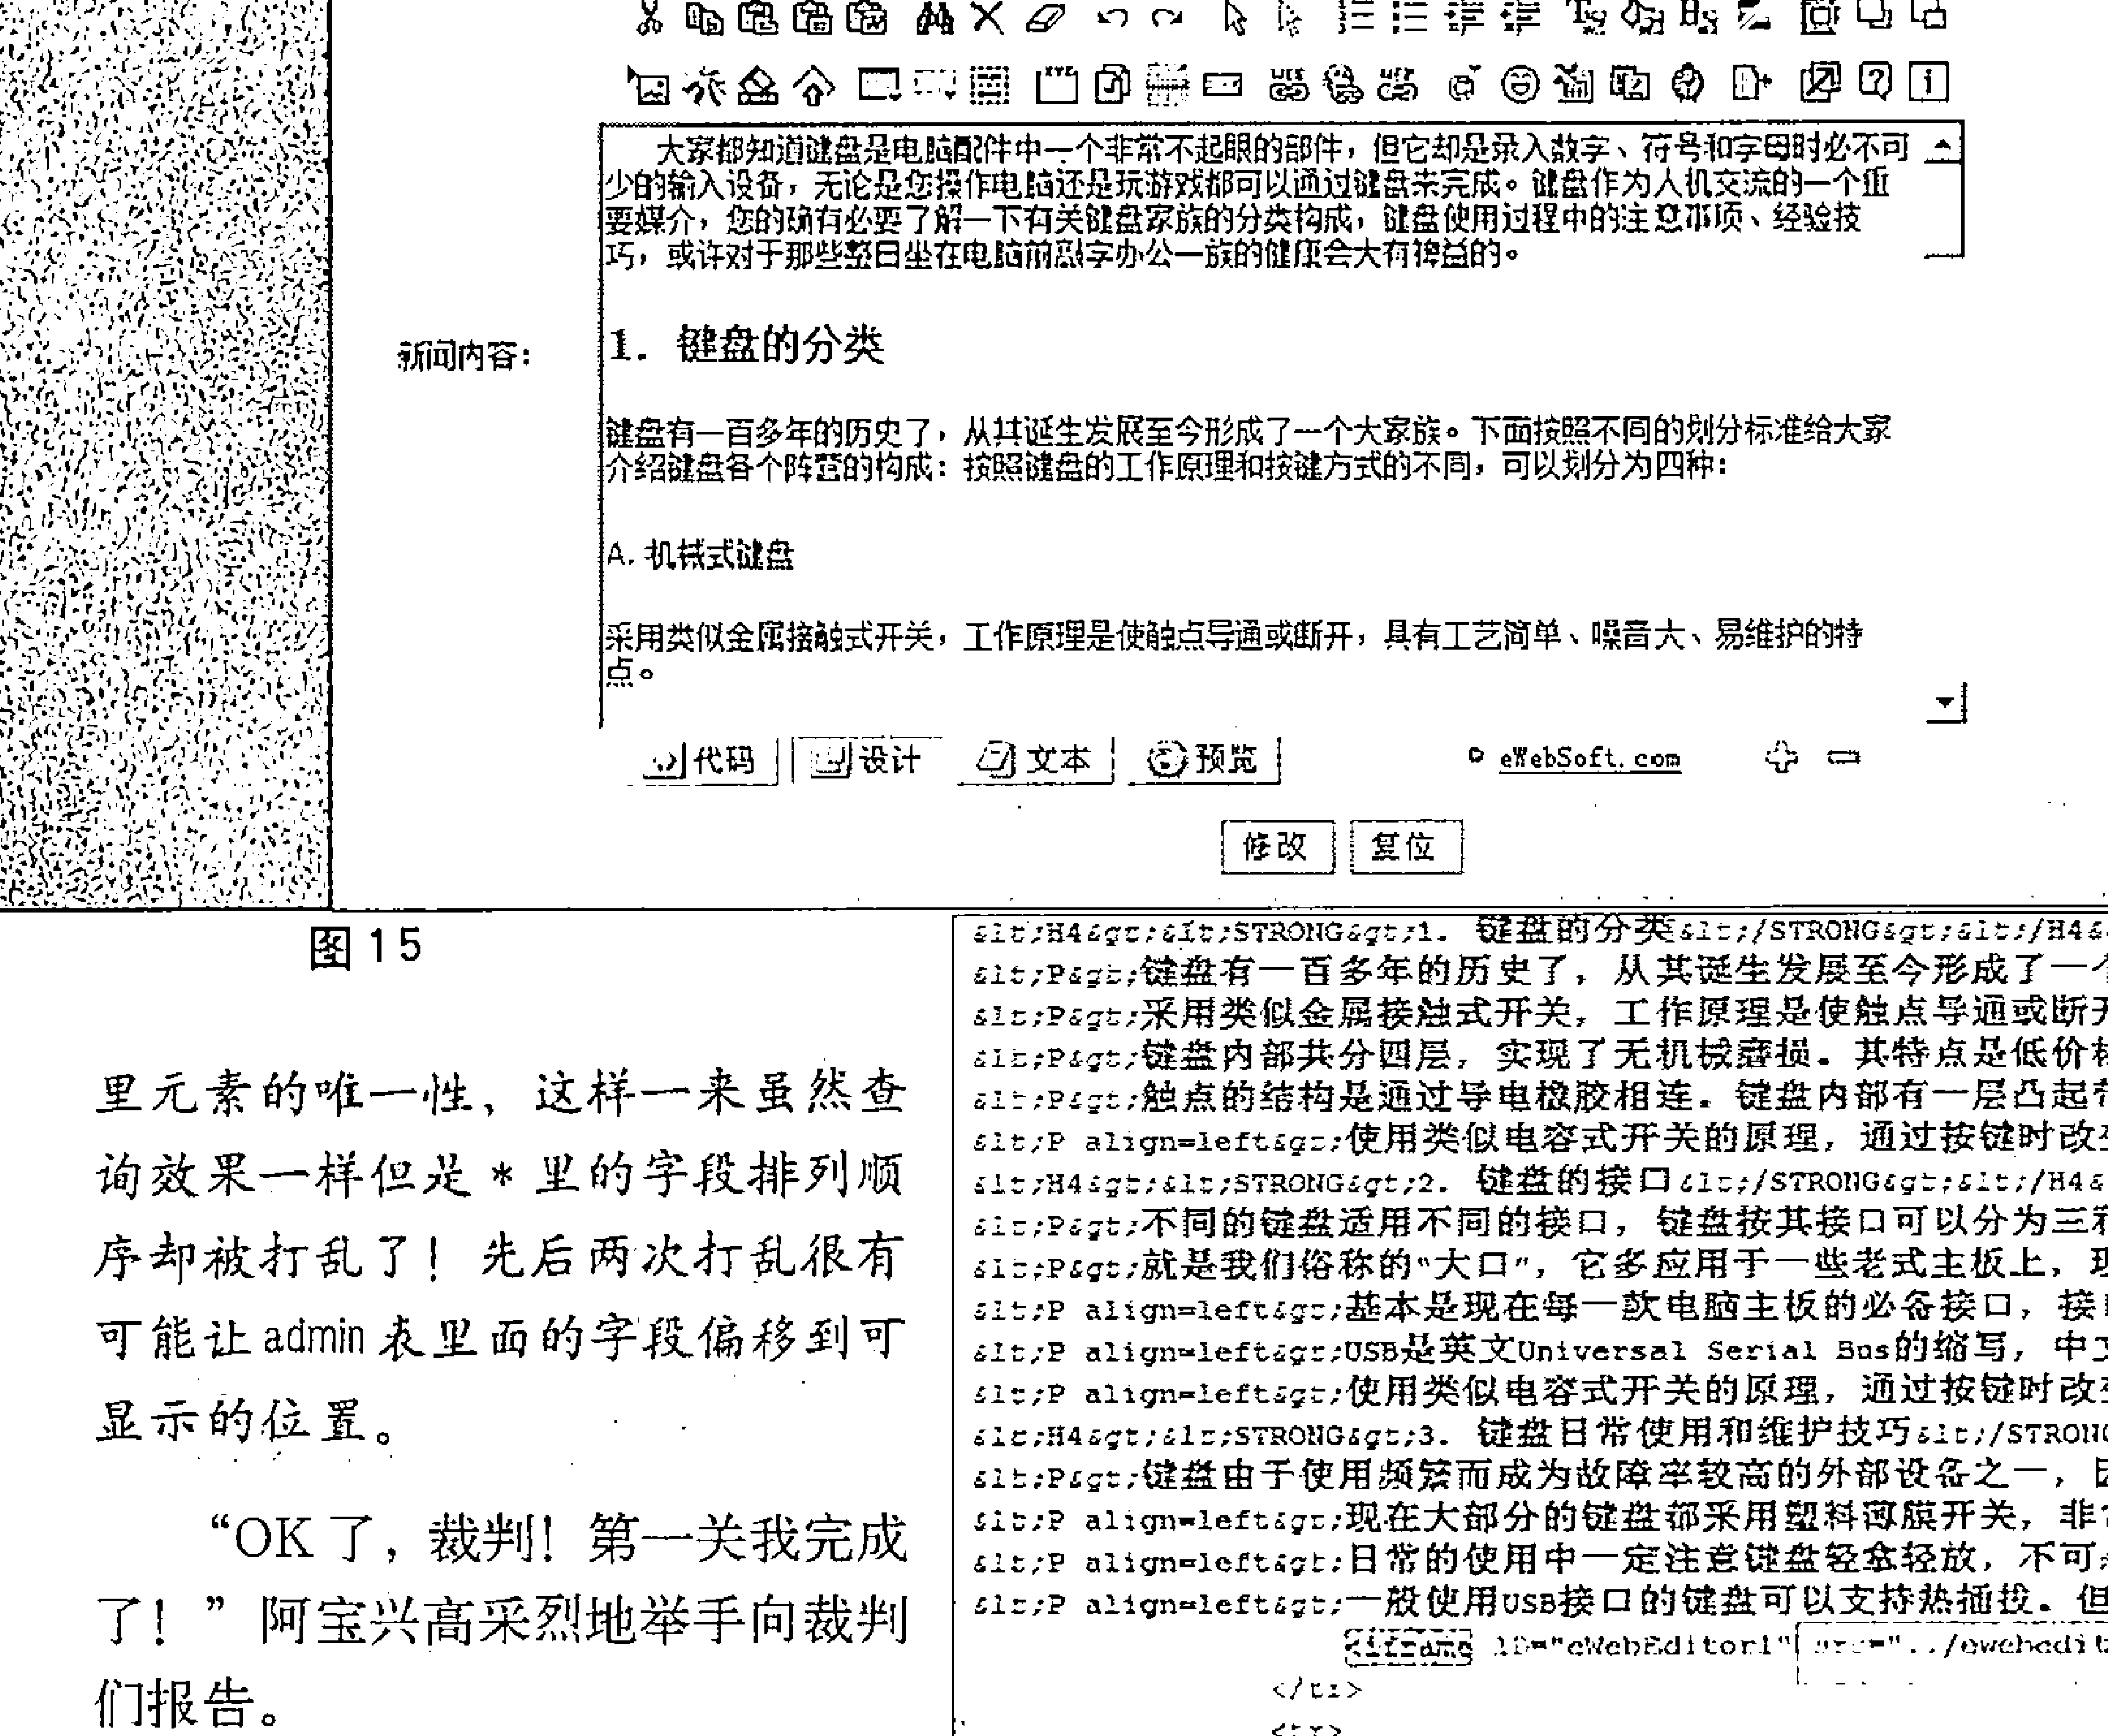 大家都知道键盘是电脑配件中一个非常不起眼的部件，但它却是录入数字、符号和字母时必不可
少的输入设备，无论是您操作电脑还是玩游戏都可以通过键盘来完成。键盘作为人机交流的一个重
要媒介，您的确有必要了解一下有关键盘家族的分类构成，键盘使用过程中的注意事项、经验技
巧，或许对于那些整日坐在电脑前敲字办公一族的健康会大有裨益的。
新闻内容：
1. 键盘的分类
键盘有一百多年的历史了，从其诞生发展至今形成了一个大家族。下面按照不同的划分标准给大家
介绍键盘各个阵营的构成：按照键盘的工作原理和按键方式的不同，可以划分为四种：
A. 机械式键盘
采用类似金属接触式开关，工作原理是使触点导通或断开，具有工艺简单、噪音大、易维护的特
点。
代码 设计 文本 预览 eWebSoft.com
修改 复位
图 15
里元素的唯一性，这样一来虽然查
询效果一样但是 * 里的字段排列顺
序却被打乱了！先后两次打乱很有
可能让 admin 表里面的字段偏移到可
显示的位置。
“OK 了，裁判！第一关我完成
了！”阿宝兴高采烈地举手向裁判
们报告。
&lt;H4&gt;&lt;STRONG&gt;1. 键盘的分类&lt;/STRONG&gt;&lt;/H4&
&lt;P&gt;键盘有一百多年的历史了，从其诞生发展至今形成了一个
&lt;P&gt;采用类似金属接触式开关，工作原理是使触点导通或断开
&lt;P&gt;键盘内部共分四层，实现了无机械磨损。其特点是低价格
&lt;P&gt;触点的结构是通过导电橡胶相连。键盘内部有一层凸起带
&lt;P align=left&gt;使用类似电容式开关的原理，通过按键时改变
&lt;H4&gt;&lt;STRONG&gt;2. 键盘的接口&lt;/STRONG&gt;&lt;/H4&
&lt;P&gt;不同的键盘适用不同的接口，键盘按其接口可以分为三种
&lt;P&gt;就是我们俗称的“大口”，它多应用于一些老式主板上，现
&lt;P align=left&gt;基本是现在每一款电脑主板的必备接口，接口
&lt;P align=left&gt;USB是英文Universal Serial Bus的缩写，中文
&lt;P align=left&gt;使用类似电容式开关的原理，通过按键时改变
&lt;H4&gt;&lt;STRONG&gt;3. 键盘日常使用和维护技巧&lt;/STRONG
&lt;P&gt;键盘由于使用频繁而成为故障率较高的外部设备之一，因
&lt;P align=left&gt;现在大部分的键盘都采用塑料薄膜开关，非常
&lt;P align=left&gt;日常的使用中一定注意键盘轻拿轻放，不可
&lt;P align=left&gt;一般使用USB接口的键盘可以支持热插拔。但
<iframe ID="eWebEditor1" src="../ewebedit
</tr>
<tr>